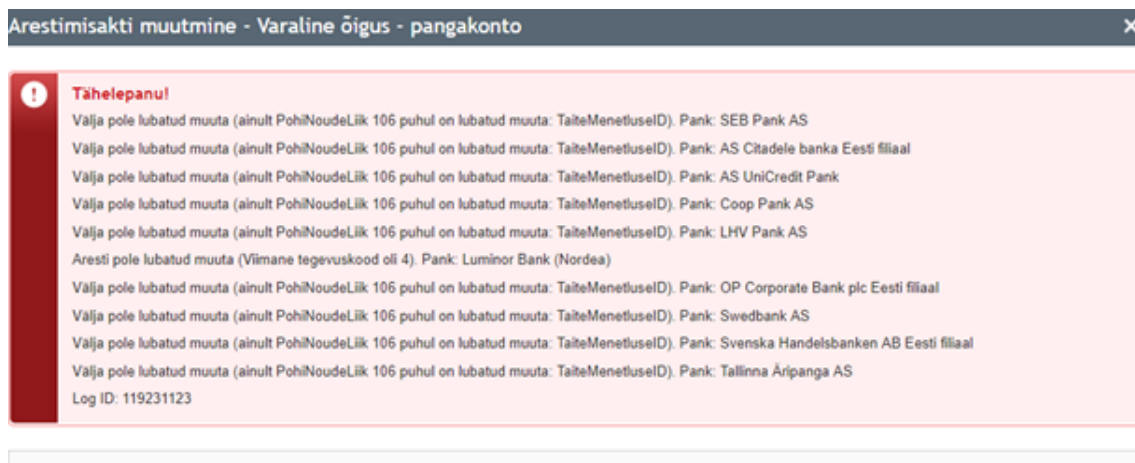 Arestimisakti muutmine - Varaline õigus - pangakonto
Tähelepanu!
Välja pole lubatud muuta (ainult PohiNoudeLiik 106 puhul on lubatud muuta: TaiteMenetluseID). Pank: SEB Pank AS
Välja pole lubatud muuta (ainult PohiNoudeLiik 106 puhul on lubatud muuta: TaiteMenetluseID). Pank: AS Citadele banka Eesti filiaal
Välja pole lubatud muuta (ainult PohiNoudeLiik 106 puhul on lubatud muuta: TaiteMenetluseID). Pank: AS UniCredit Pank
Välja pole lubatud muuta (ainult PohiNoudeLiik 106 puhul on lubatud muuta: TaiteMenetluseID). Pank: Coop Pank AS
Välja pole lubatud muuta (ainult PohiNoudeLiik 106 puhul on lubatud muuta: TaiteMenetluseID). Pank: LHV Pank AS
Aresti pole lubatud muuta (Viimane tegevuskood oli 4). Pank: Luminor Bank (Nordea)
Välja pole lubatud muuta (ainult PohiNoudeLiik 106 puhul on lubatud muuta: TaiteMenetluseID). Pank: OP Corporate Bank plc Eesti filiaal
Välja pole lubatud muuta (ainult PohiNoudeLiik 106 puhul on lubatud muuta: TaiteMenetluseID). Pank: Swedbank AS
Välja pole lubatud muuta (ainult PohiNoudeLiik 106 puhul on lubatud muuta: TaiteMenetluseID). Pank: Svenska Handelsbanken AB Eesti filiaal
Välja pole lubatud muuta (ainult PohiNoudeLiik 106 puhul on lubatud muuta: TaiteMenetluseID). Pank: Tallinna Äripanga AS
Log ID: 119231123